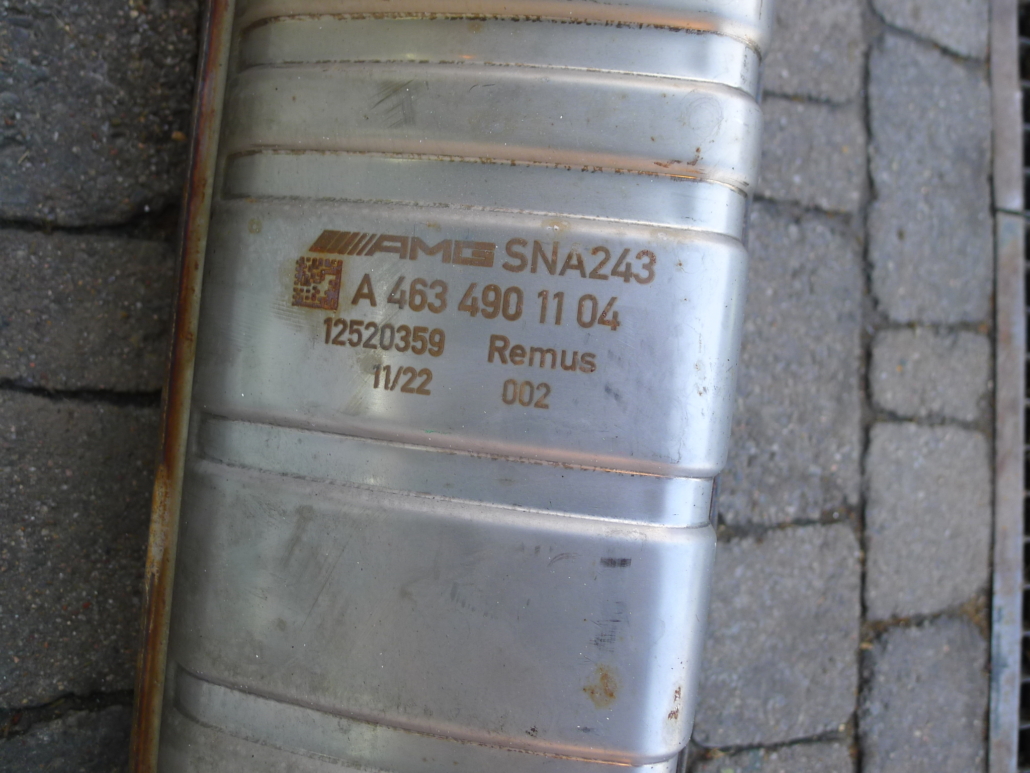 AMG SNA243
A 463 490 11 04
12520359 Remus
11/22 002